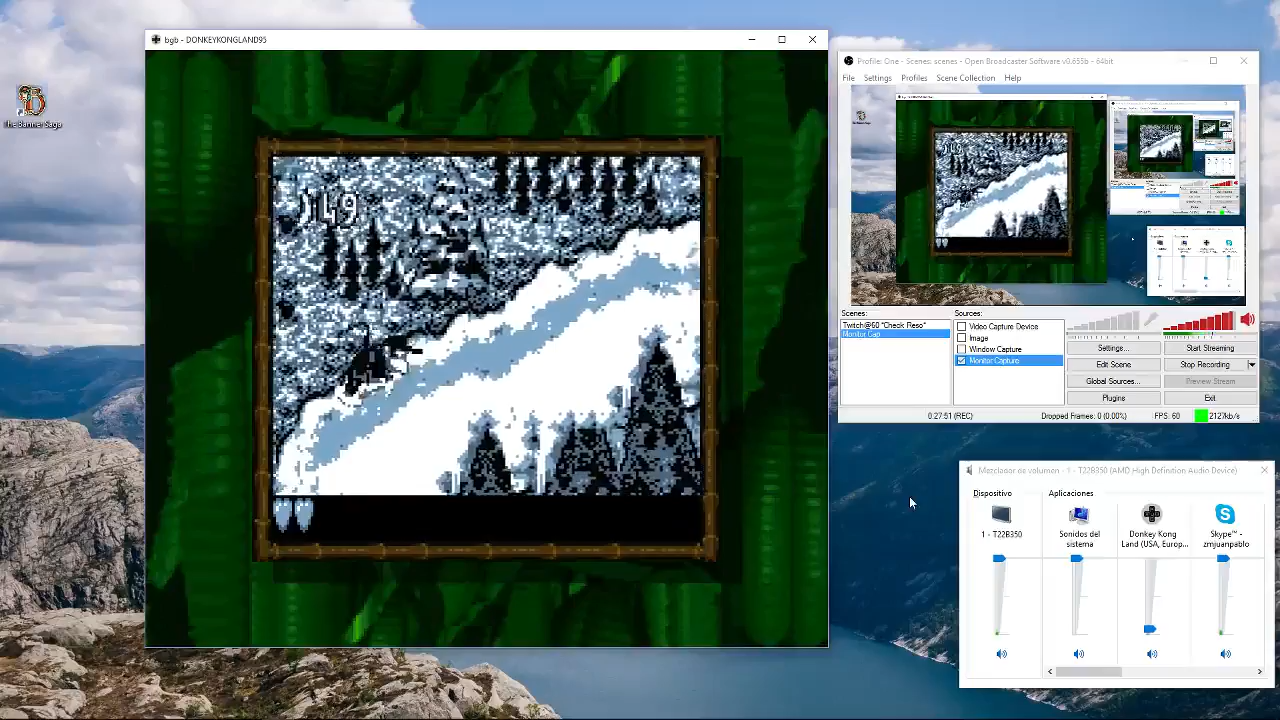 bgb - DONKEYKONGLAND95
The Banner Saga
49
Profile: One - Scenes: scenes - Open Broadcaster Software v0.655b - 64bit
File Settings Profiles Scene Collection Help
Scenes:
Twitch@60 "Check Reso"
Monitor Cap
Sources:
Video Capture Device
Image
Window Capture
Monitor Capture
Settings... Start Streaming
Edit Scene Stop Recording
Global Sources... Preview Stream
Plugins Exit
0:27:51 (REC) Dropped Frames: 0 (0.00%) FPS: 60 2127kb/s
Mezclador de volumen - 1 - T22B350 (AMD High Definition Audio Device)
Dispositivo
1 - T22B350
Aplicaciones
Sonidos del
sistema
Donkey Kong
Land (USA, Europ...
Skype™ -
zmjuanpablo